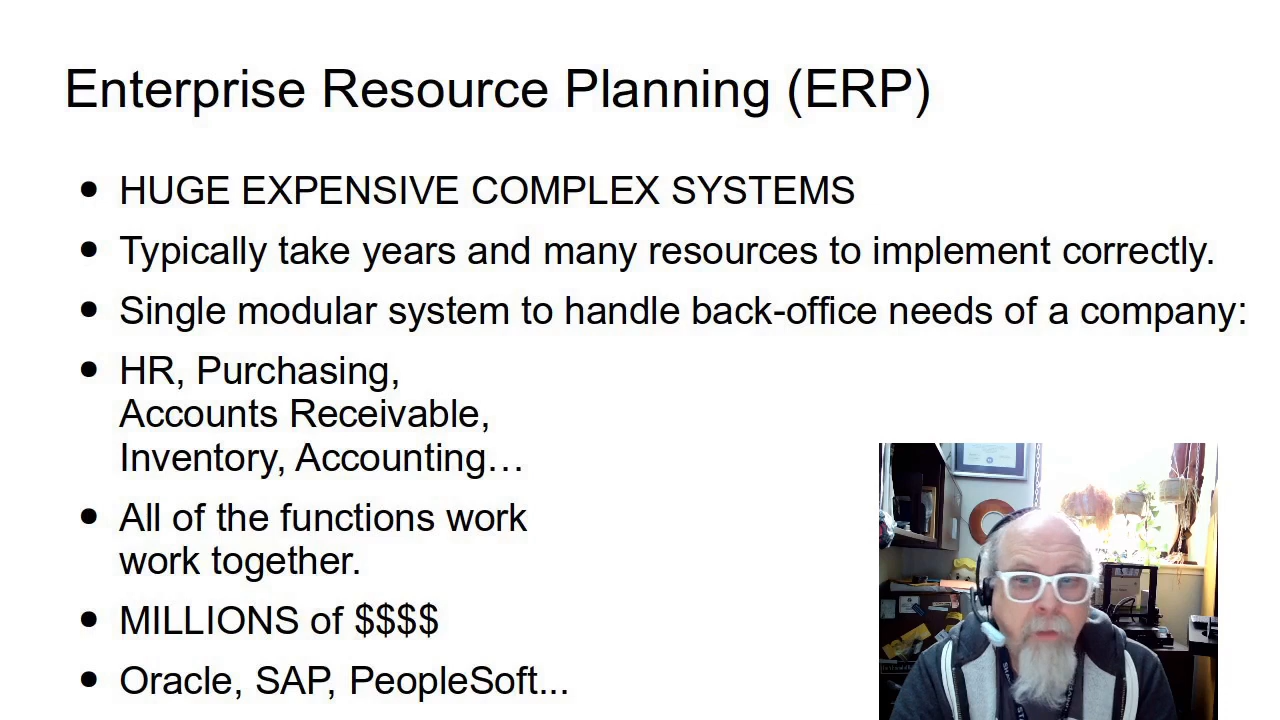 Enterprise Resource Planning (ERP)
● HUGE EXPENSIVE COMPLEX SYSTEMS
● Typically take years and many resources to implement correctly.
● Single modular system to handle back-office needs of a company:
● HR, Purchasing,
Accounts Receivable,
Inventory, Accounting…
● All of the functions work
work together.
● MILLIONS of $$$$
● Oracle, SAP, PeopleSoft...